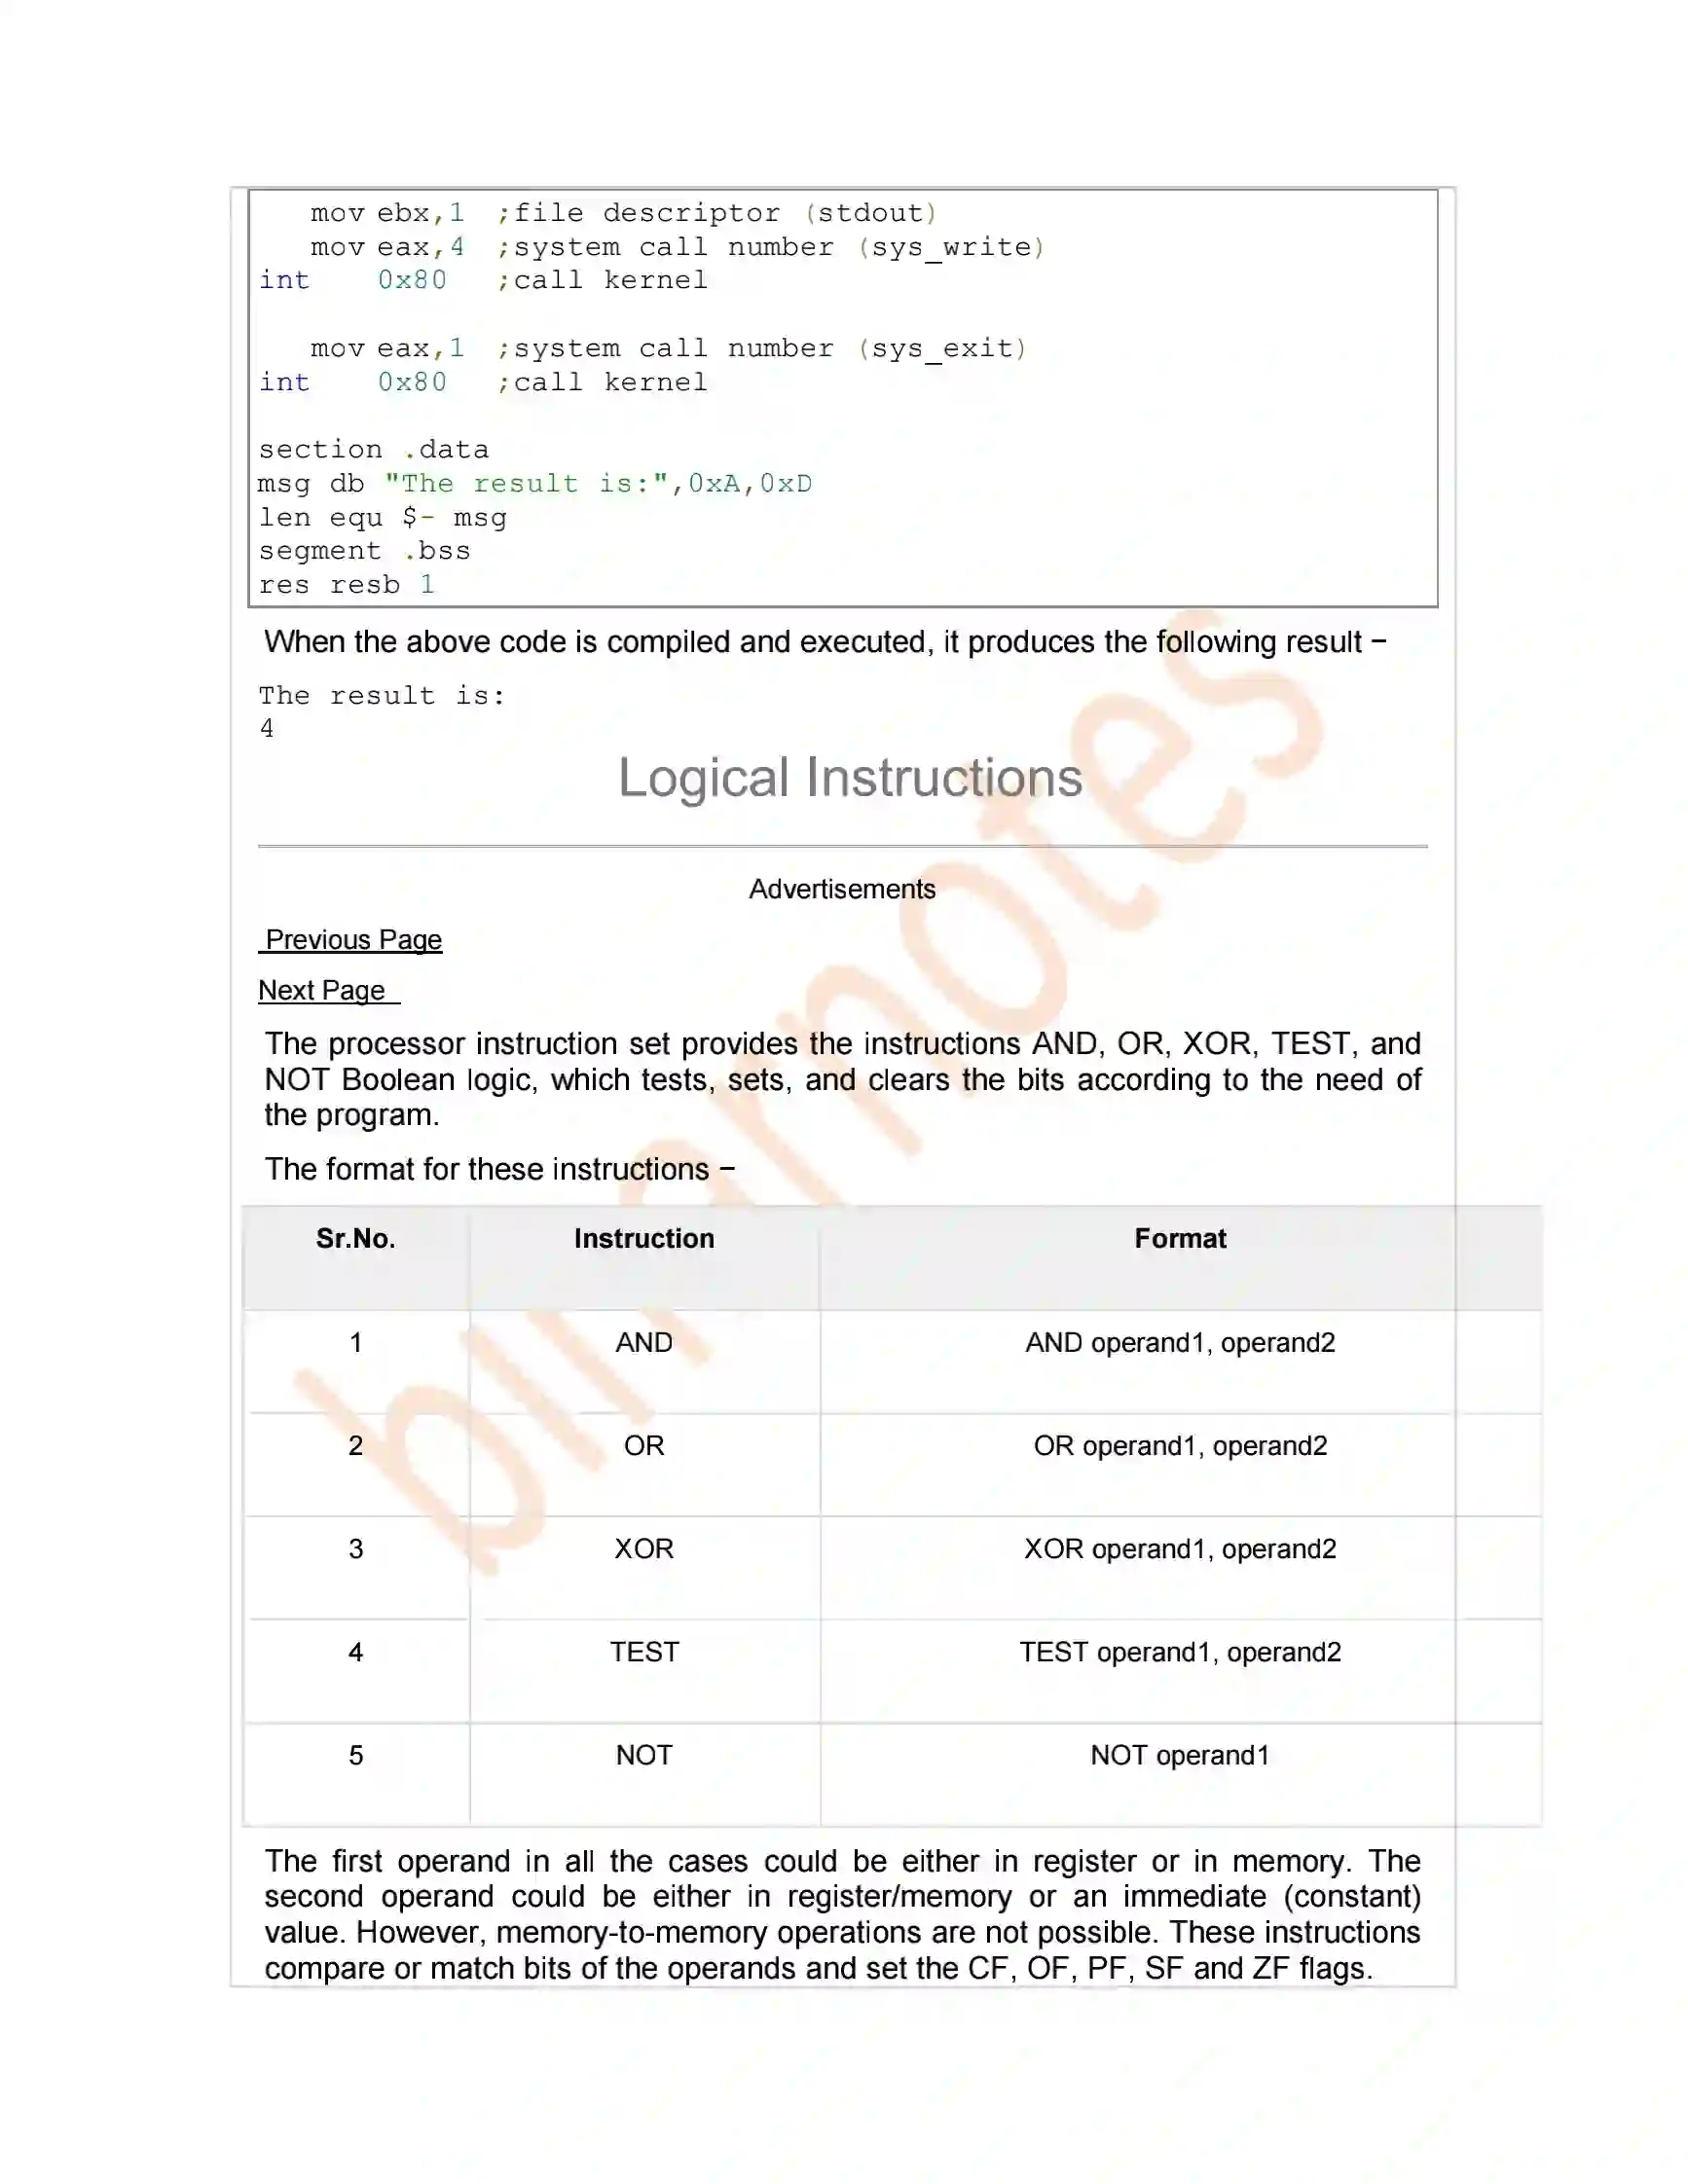 mov ebx,1 ;file descriptor (stdout)
mov eax,4 ;system call number (sys_write)
int 0x80 ;call kernel
mov eax,1 ;system call number (sys_exit)
int 0x80 ;call kernel
section .data
msg db "The result is:",0xA,0xD
len equ $- msg
segment .bss
res resb 1
When the above code is compiled and executed, it produces the following result −
The result is:
4
Logical Instructions
Advertisements
Previous Page
Next Page
The processor instruction set provides the instructions AND, OR, XOR, TEST, and
NOT Boolean logic, which tests, sets, and clears the bits according to the need of
the program.
The format for these instructions −
Sr.No. Instruction Format
1 AND AND operand1, operand2
2 OR OR operand1, operand2
3 XOR XOR operand1, operand2
4 TEST TEST operand1, operand2
5 NOT NOT operand1
The first operand in all the cases could be either in register or in memory. The
second operand could be either in register/memory or an immediate (constant)
value. However, memory-to-memory operations are not possible. These instructions
compare or match bits of the operands and set the CF, OF, PF, SF and ZF flags.